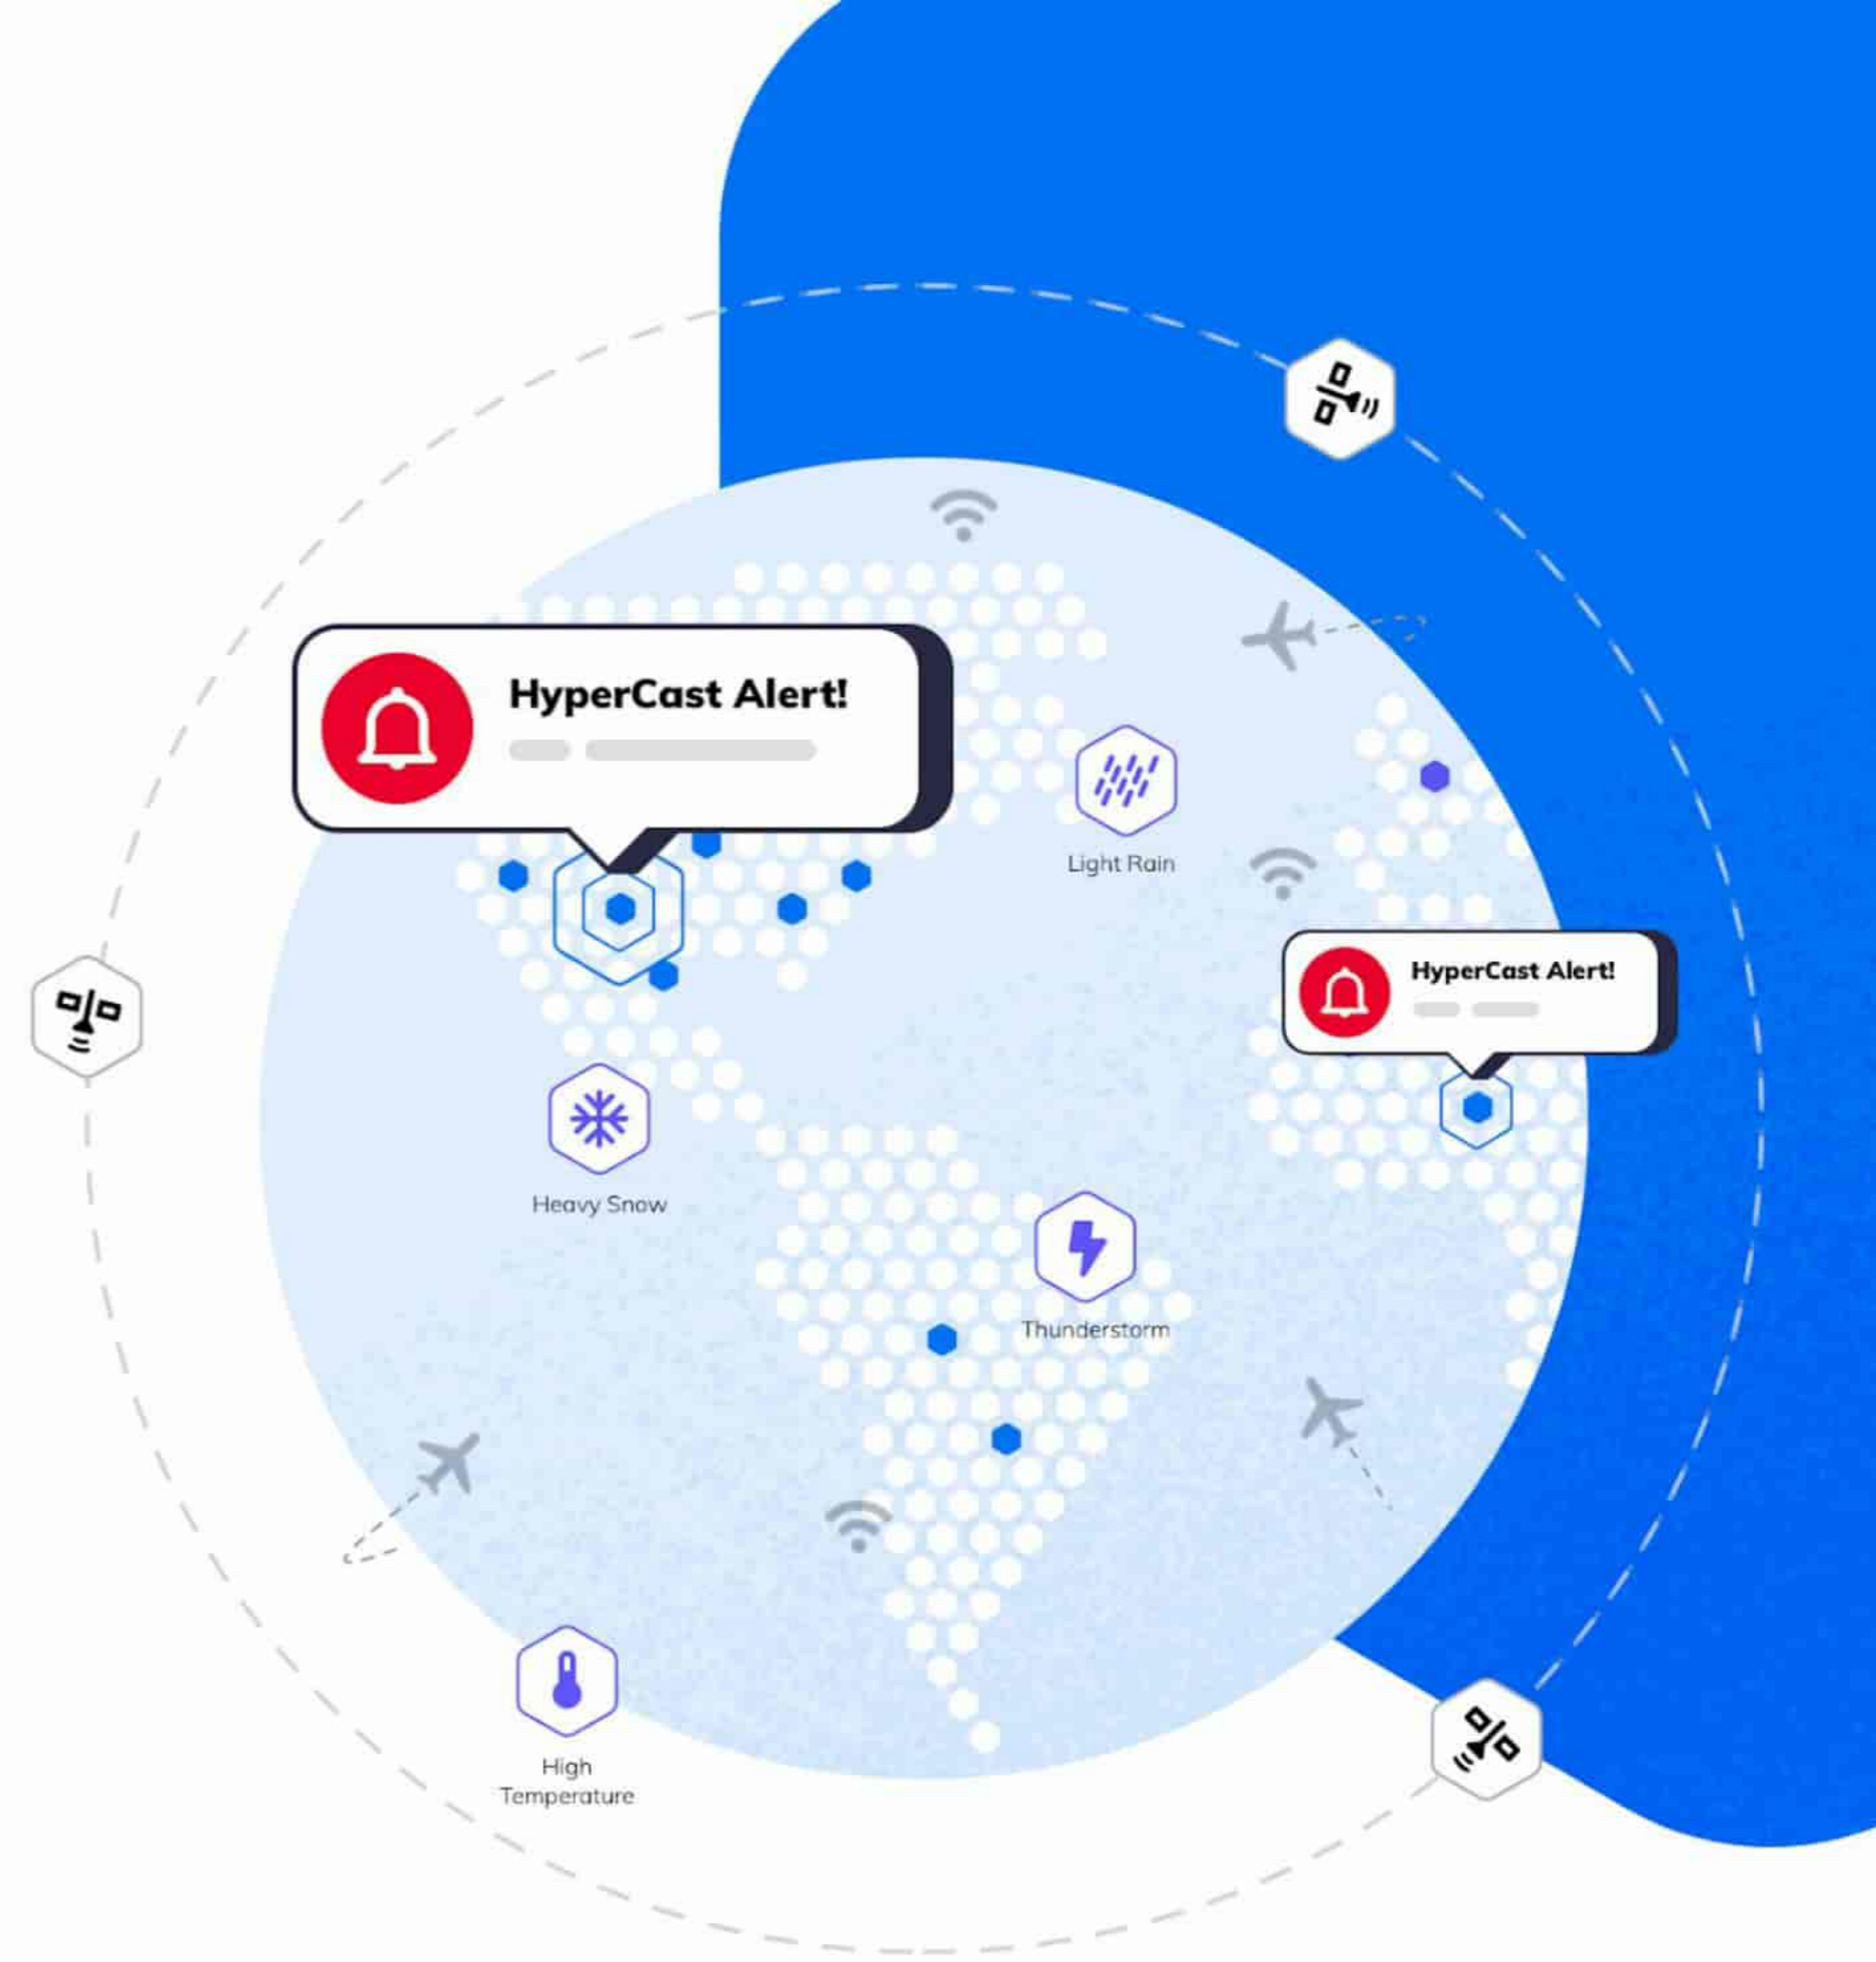 HyperCast Alert!
Light Rain
HyperCast Alert!
Heavy Snow
Thunderstorm
High
Temperature